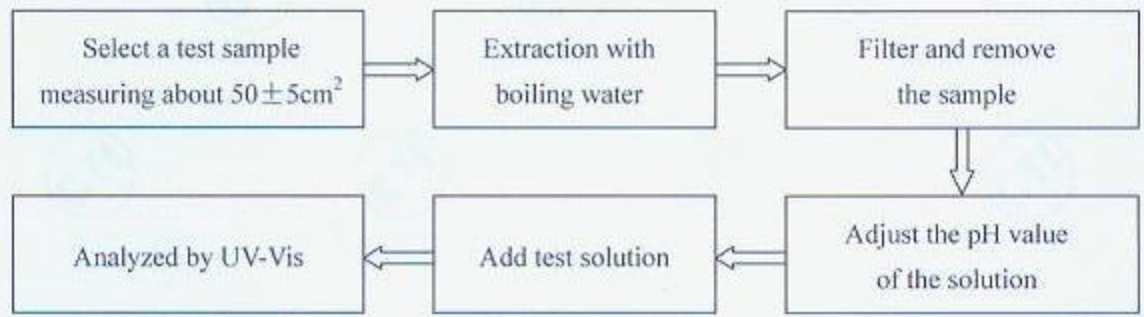 Select a test sample
measuring about 50±5cm²
Extraction with
boiling water
Filter and remove
the sample
Adjust the pH value
of the solution
Add test solution
Analyzed by UV-Vis